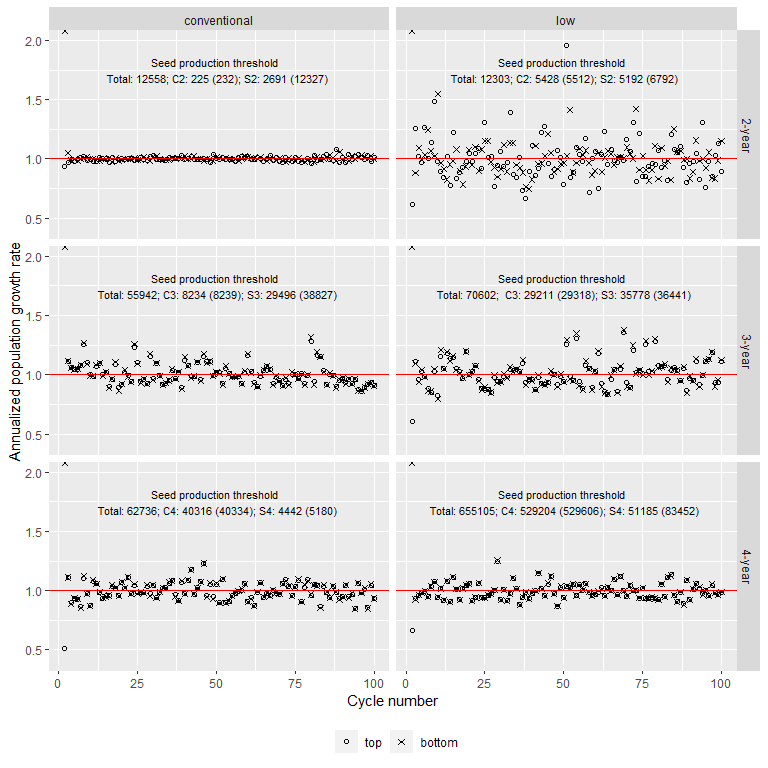 conventional
low
2.0
1.5
1.0
0.5
Seed production threshold
Total: 12558; C2: 225 (232); S2: 2691 (12327)
Seed production threshold
Total: 12303; C2: 5428 (5512); S2: 5192 (6792)
2-year
2.0
1.5
1.0
0.5
Seed production threshold
Total: 55942; C3: 8234 (8239); S3: 29496 (38827)
Seed production threshold
Total: 70602;  C3: 29211 (29318); S3: 35778 (36441)
3-year
2.0
1.5
1.0
0.5
Seed production threshold
Total: 62736; C4: 40316 (40334); S4: 4442 (5180)
Seed production threshold
Total: 655105; C4: 529204 (529606); S4: 51185 (83452)
4-year
Annualized population growth rate
0 25 50 75 100
0 25 50 75 100
Cycle number
top
bottom